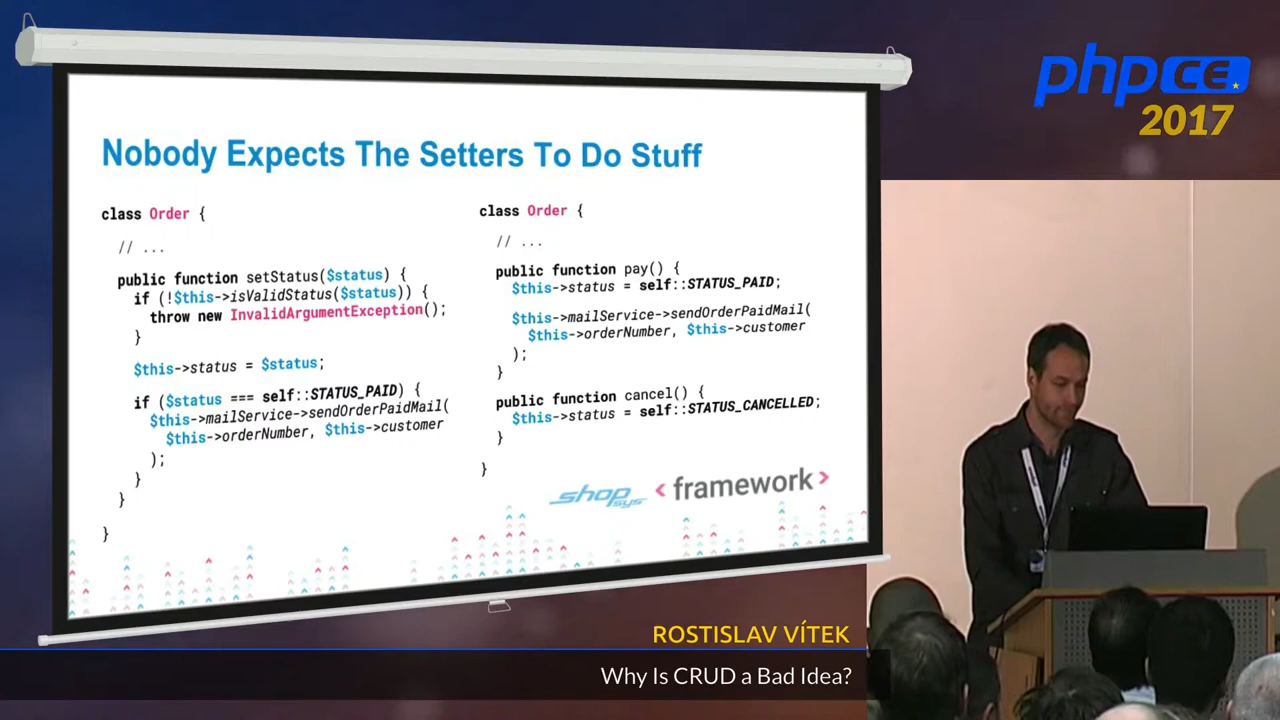 php CE
2017
Nobody Expects The Setters To Do Stuff
class Order {
// ...
public function setStatus($status) {
if (!$this->isValidStatus($status)) {
throw new InvalidArgumentException();
}
$this->status = $status;
if ($status === self::STATUS_PAID) {
$this->mailService->sendOrderPaidMail(
$this->orderNumber, $this->customer
);
}
}
}
class Order {
// ...
public function pay() {
$this->status = self::STATUS_PAID;
$this->mailService->sendOrderPaidMail(
$this->orderNumber, $this->customer
);
}
public function cancel() {
$this->status = self::STATUS_CANCELLED;
}
}
shopsys <framework>
ROSTISLAV VÍTEK
Why Is CRUD a Bad Idea?